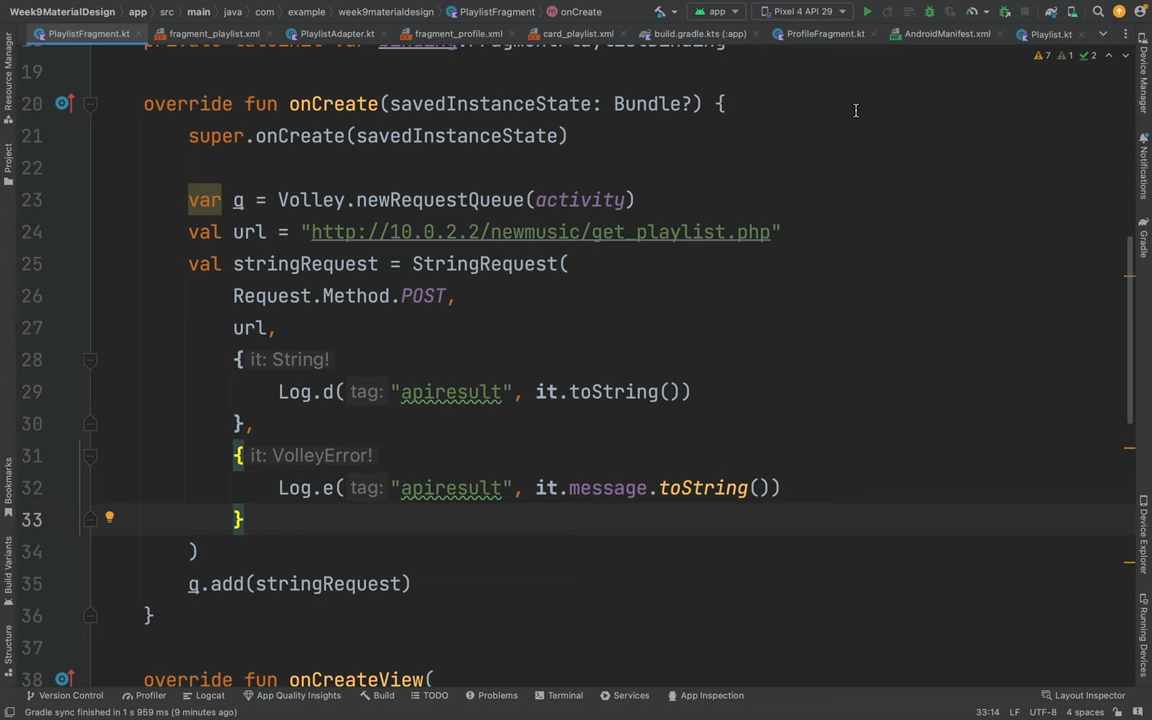 Week9MaterialDesign app src main java com example week9materialdesign PlaylistFragment onCreate app Pixel 4 API 29
PlaylistFragment.kt fragment_playlist.xml PlaylistAdapter.kt fragment_profile.xml card_playlist.xml build.gradle.kts (:app) ProfileFragment.kt AndroidManifest.xml Playlist.kt
7 1 2
19
20 override fun onCreate(savedInstanceState: Bundle?) {
21 super.onCreate(savedInstanceState)
22
23 var q = Volley.newRequestQueue(activity)
24 val url = "http://10.0.2.2/newmusic/get_playlist.php"
25 val stringRequest = StringRequest(
26 Request.Method.POST,
27 url,
28 { it: String!
29 Log.d( tag: "apiresult", it.toString())
30 },
31 { it: VolleyError!
32 Log.e( tag: "apiresult", it.message.toString())
33 }
34 )
35 q.add(stringRequest)
36 }
37
38 override fun onCreateView(
Resource Manager
Project
Bookmarks
Build Variants
Structure
Device Manager
Notifications
Gradle
Device Explorer
Running Devices
Version Control Profiler Logcat App Quality Insights Build TODO Problems Terminal Services App Inspection Layout Inspector
Gradle sync finished in 1 s 959 ms (9 minutes ago) 33:14 LF UTF-8 4 spaces